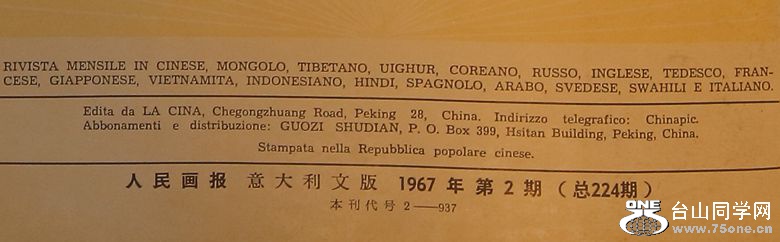 RIVISTA MENSILE IN CINESE, MONGOLO, TIBETANO, UIGHUR, COREANO, RUSSO, INGLESE, TEDESCO, FRAN-
CESE, GIAPPONESE, VIETNAMITA, INDONESIANO, HINDI, SPAGNOLO, ARABO, SVEDESE, SWAHILI E ITALIANO.
Edita da LA CINA, Chegongzhuang Road, Peking 28, China. Indirizzo telegrafico: Chinapic.
Abbonamenti e distribuzione: GUOZI SHUDIAN, P. O. Box 399, Hsitan Building, Peking, China.
Stampata nella Repubblica popolare cinese.
人民画报 意大利文版 1967年第2期（总224期）
本刊代号2—937
ONE 台山同学网
www.75one.cn